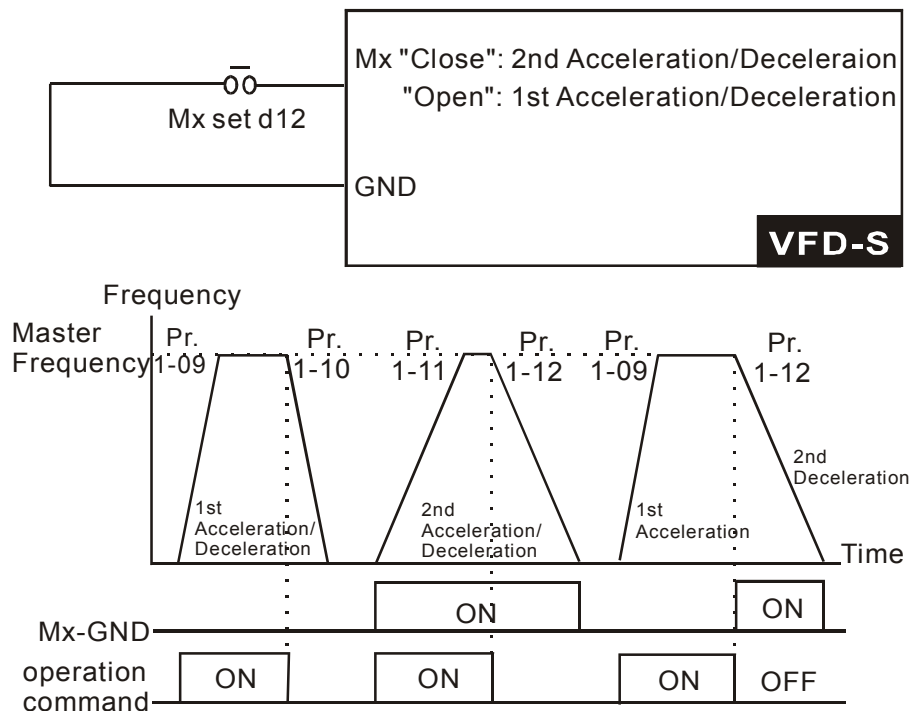 Mx "Close": 2nd Acceleration/Deceleraion
"Open": 1st Acceleration/Deceleration
Mx set d12
GND
VFD-S
Frequency
Master
Frequency
Pr.
1-09
Pr.
1-10
Pr.
1-11
Pr.
1-12
Pr.
1-09
Pr.
1-12
1st
Acceleration/
Deceleration
2nd
Acceleration/
Deceleration
1st
Acceleration
2nd
Deceleration
Time
Mx-GND
ON
ON
operation
command
ON
ON
ON
OFF